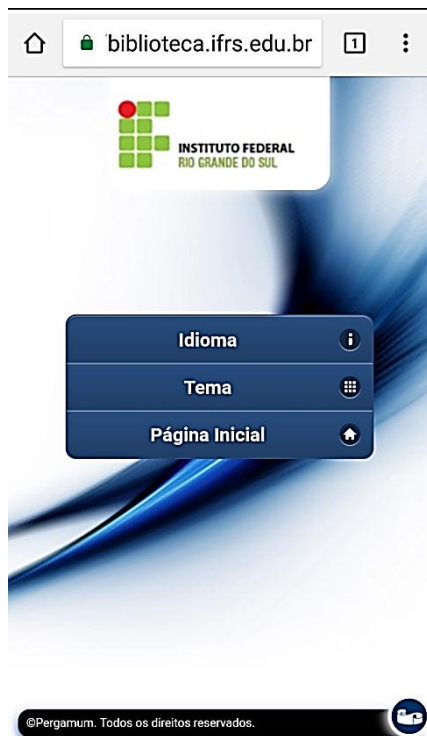 biblioteca.ifrs.edu.br
1
INSTITUTO FEDERAL
RIO GRANDE DO SUL
Idioma
Tema
Página Inicial
©Pergamum. Todos os direitos reservados.